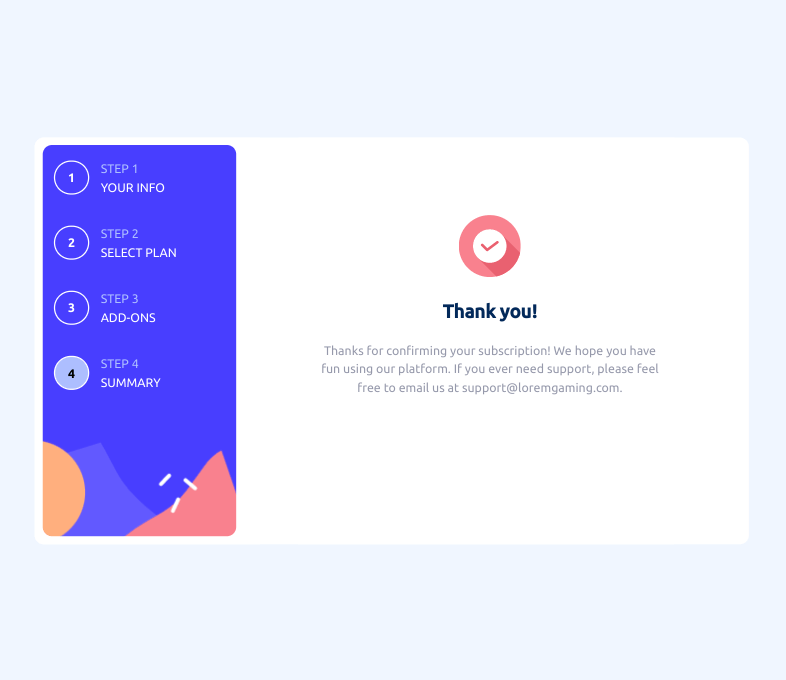 1
STEP 1
YOUR INFO
2
STEP 2
SELECT PLAN
3
STEP 3
ADD-ONS
4
STEP 4
SUMMARY
Thank you!
Thanks for confirming your subscription! We hope you have
fun using our platform. If you ever need support, please feel
free to email us at support@loremgaming.com.